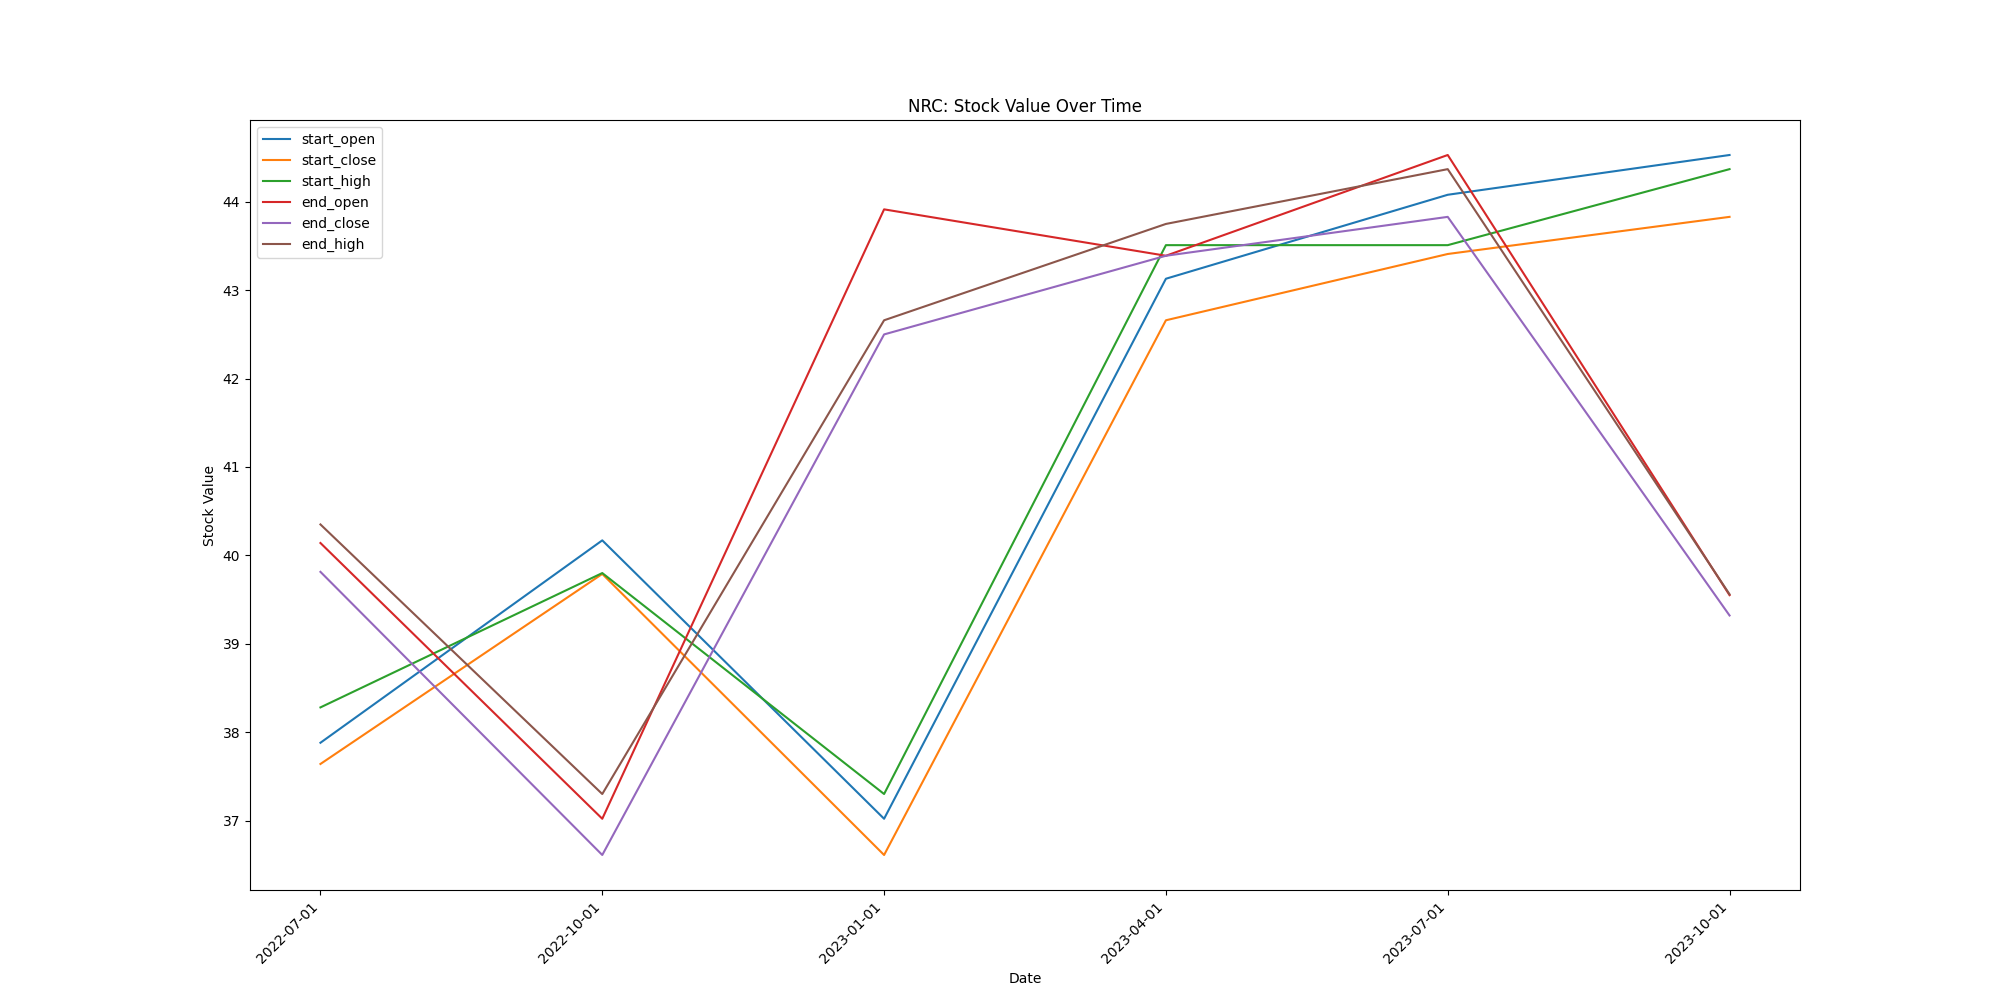 NRC: Stock Value Over Time
start_open
start_close
start_high
end_open
end_close
end_high
Stock Value
44
43
42
41
40
39
38
37
2022-07-01
2022-10-01
2023-01-01
2023-04-01
2023-07-01
2023-10-01
Date